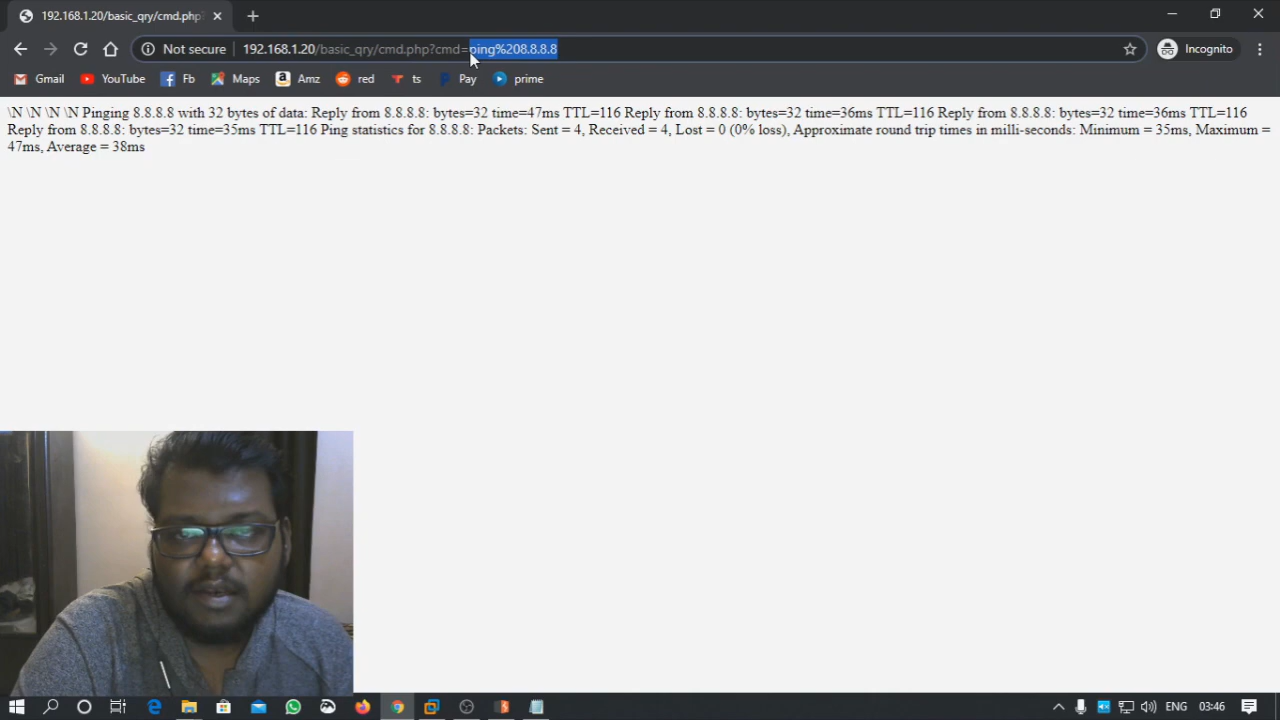 192.168.1.20/basic_qry/cmd.php?
Not secure 192.168.1.20/basic_qry/cmd.php?cmd=ping%208.8.8.8 Incognito
Gmail YouTube Fb Maps Amz red ts Pay prime
\N \N \N \N Pinging 8.8.8.8 with 32 bytes of data: Reply from 8.8.8.8: bytes=32 time=47ms TTL=116 Reply from 8.8.8.8: bytes=32 time=36ms TTL=116 Reply from 8.8.8.8: bytes=32 time=36ms TTL=116
Reply from 8.8.8.8: bytes=32 time=35ms TTL=116 Ping statistics for 8.8.8.8: Packets: Sent = 4, Received = 4, Lost = 0 (0% loss), Approximate round trip times in milli-seconds: Minimum = 35ms, Maximum =
47ms, Average = 38ms
ENG 03:46